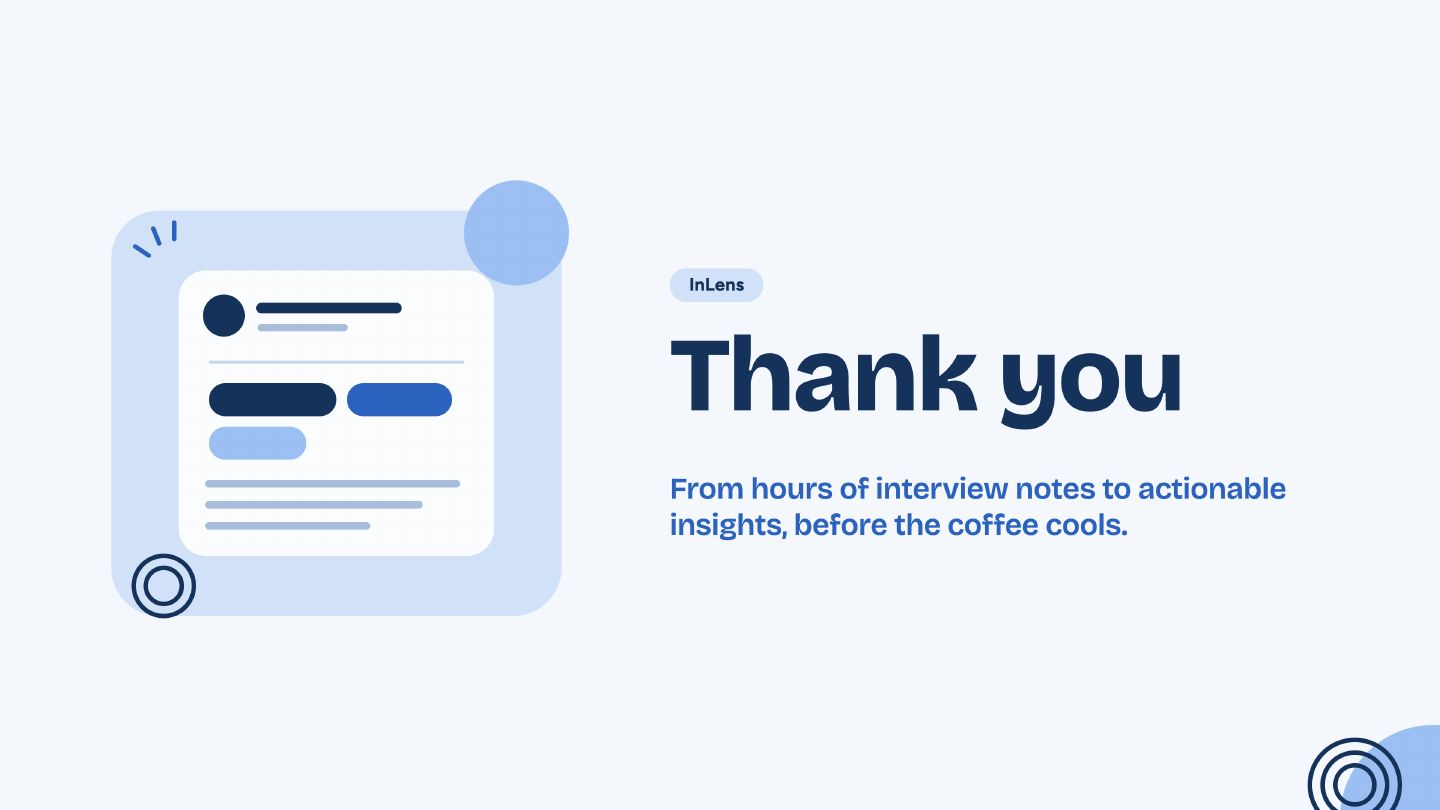 InLens
Thank you
From hours of interview notes to actionable
insights, before the coffee cools.